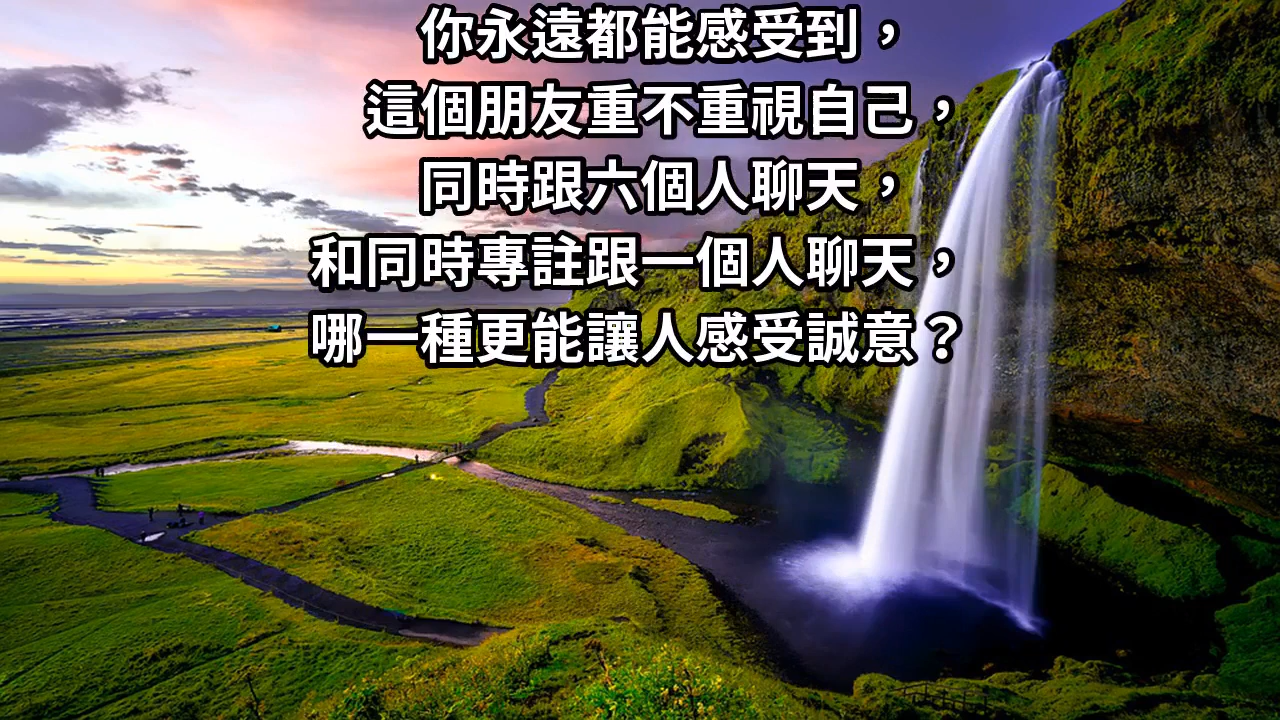 你永遠都能感受到，
這個朋友重不重視自己，
同時跟六個人聊天，
和同時專註跟一個人聊天，
哪一種更能讓人感受誠意？